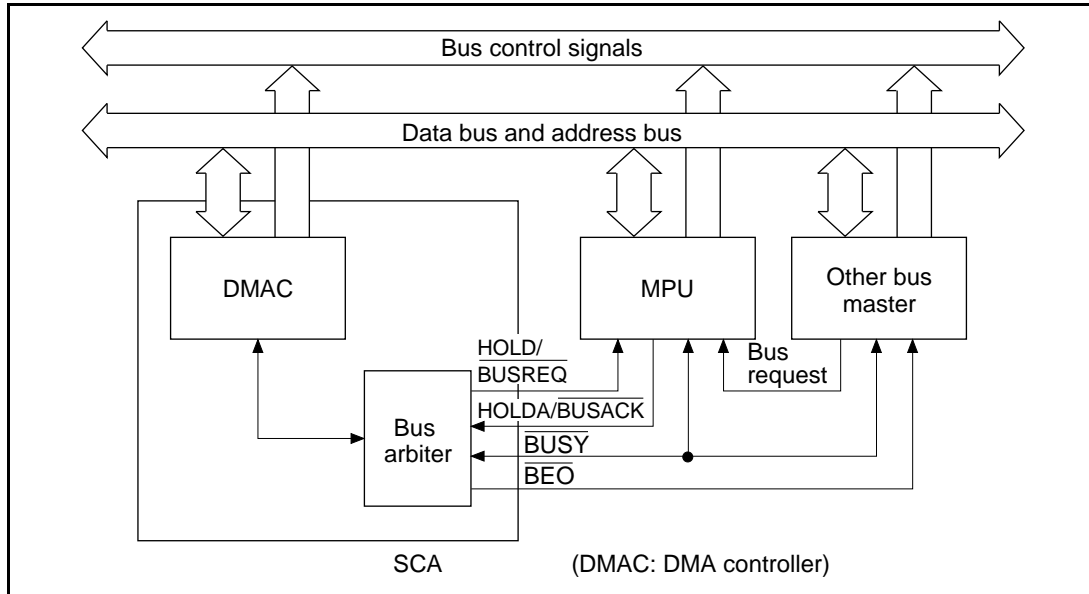 Bus control signals
Data bus and address bus
DMAC
MPU
Other bus
master
HOLD/
BUSREQ
Bus
request
HOLDA/BUSACK
Bus
arbiter
BUSY
BEO
SCA
(DMAC: DMA controller)